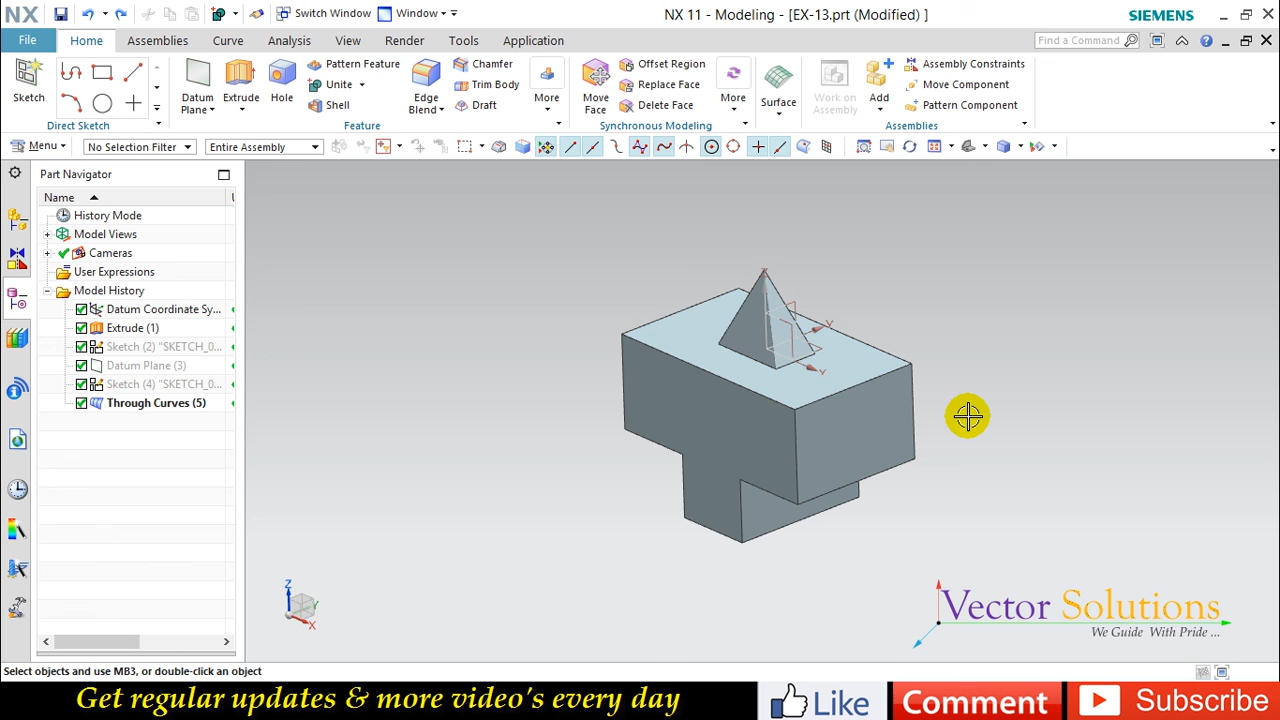 NX
Switch Window
Window
NX 11 - Modeling - [EX-13.prt (Modified) ]
SIEMENS
File
Home
Assemblies
Curve
Analysis
View
Render
Tools
Application
Find a Command
Sketch
Direct Sketch
Datum Plane
Extrude
Hole
Pattern Feature
Unite
Shell
Edge Blend
Chamfer
Trim Body
Draft
More
Feature
Move Face
Offset Region
Replace Face
Delete Face
More
Synchronous Modeling
Surface
Work on Assembly
Add
Assembly Constraints
Move Component
Pattern Component
Assemblies
Menu
No Selection Filter
Entire Assembly
Part Navigator
Name
History Mode
Model Views
Cameras
User Expressions
Model History
Datum Coordinate Sy...
Extrude (1)
Sketch (2) "SKETCH_0...
Datum Plane (3)
Sketch (4) "SKETCH_0...
Through Curves (5)
Y
Z
Y
X
Vector Solutions
We Guide With Pride ...
Select objects and use MB3, or double-click an object
Get regular updates & more video's every day
Like
Comment
Subscribe